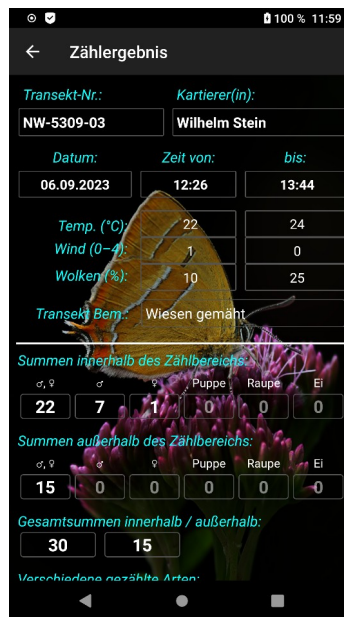 100 % 11:59
Zählergebnis
Transekt-Nr.: Kartierer(in):
NW-5309-03 Wilhelm Stein
Datum: Zeit von: bis:
06.09.2023 12:26 13:44
Temp. (°C): 22 24
Wind (0–4): 1 0
Wolken (%): 10 25
Transekt Bem.: Wiesen gemäht
Summen innerhalb des Zählbereichs:
♂, ♀ ♂ ♀ Puppe Raupe Ei
22 7 1 0 0 0
Summen außerhalb des Zählbereichs:
♂, ♀ ♂ ♀ Puppe Raupe Ei
15 0 0 0 0 0
Gesamtsummen innerhalb / außerhalb:
30 15
Verschiedene gezählte Arten: